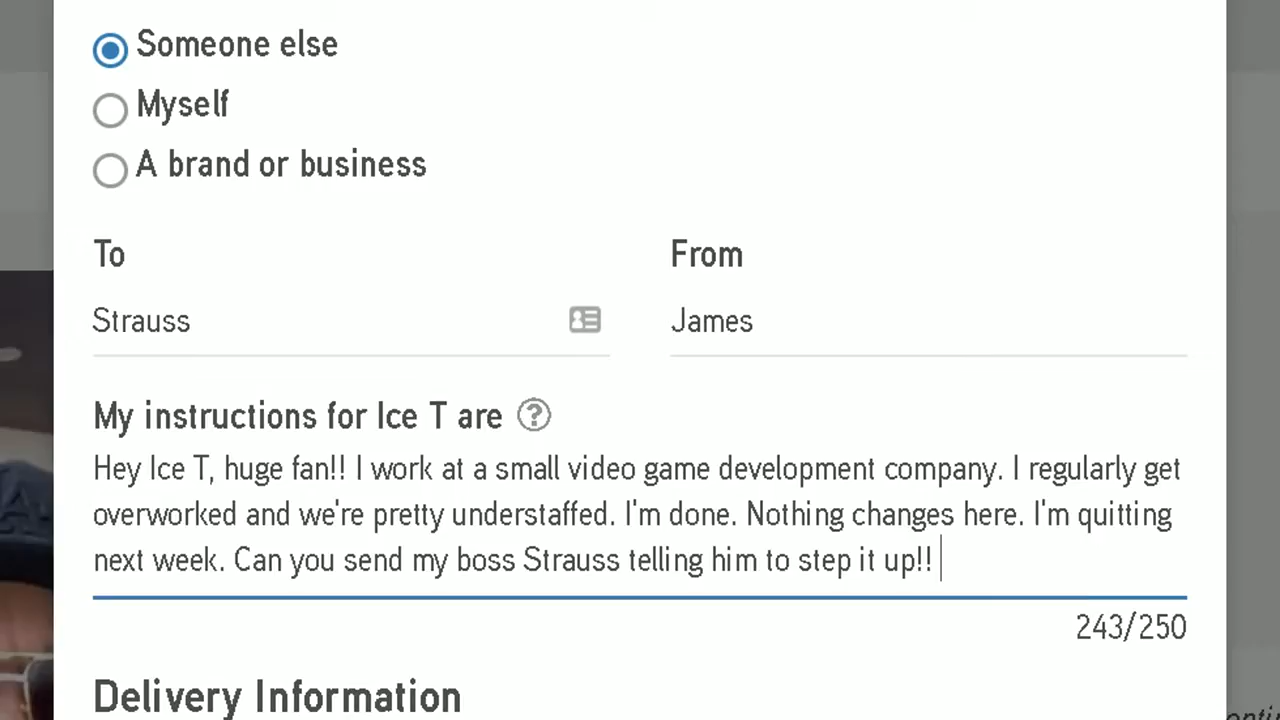 Someone else
Myself
A brand or business
To
From
Strauss
James
My instructions for Ice T are ?
Hey Ice T, huge fan!! I work at a small video game development company. I regularly get
overworked and we're pretty understaffed. I'm done. Nothing changes here. I'm quitting
next week. Can you send my boss Strauss telling him to step it up!!
243/250
Delivery Information